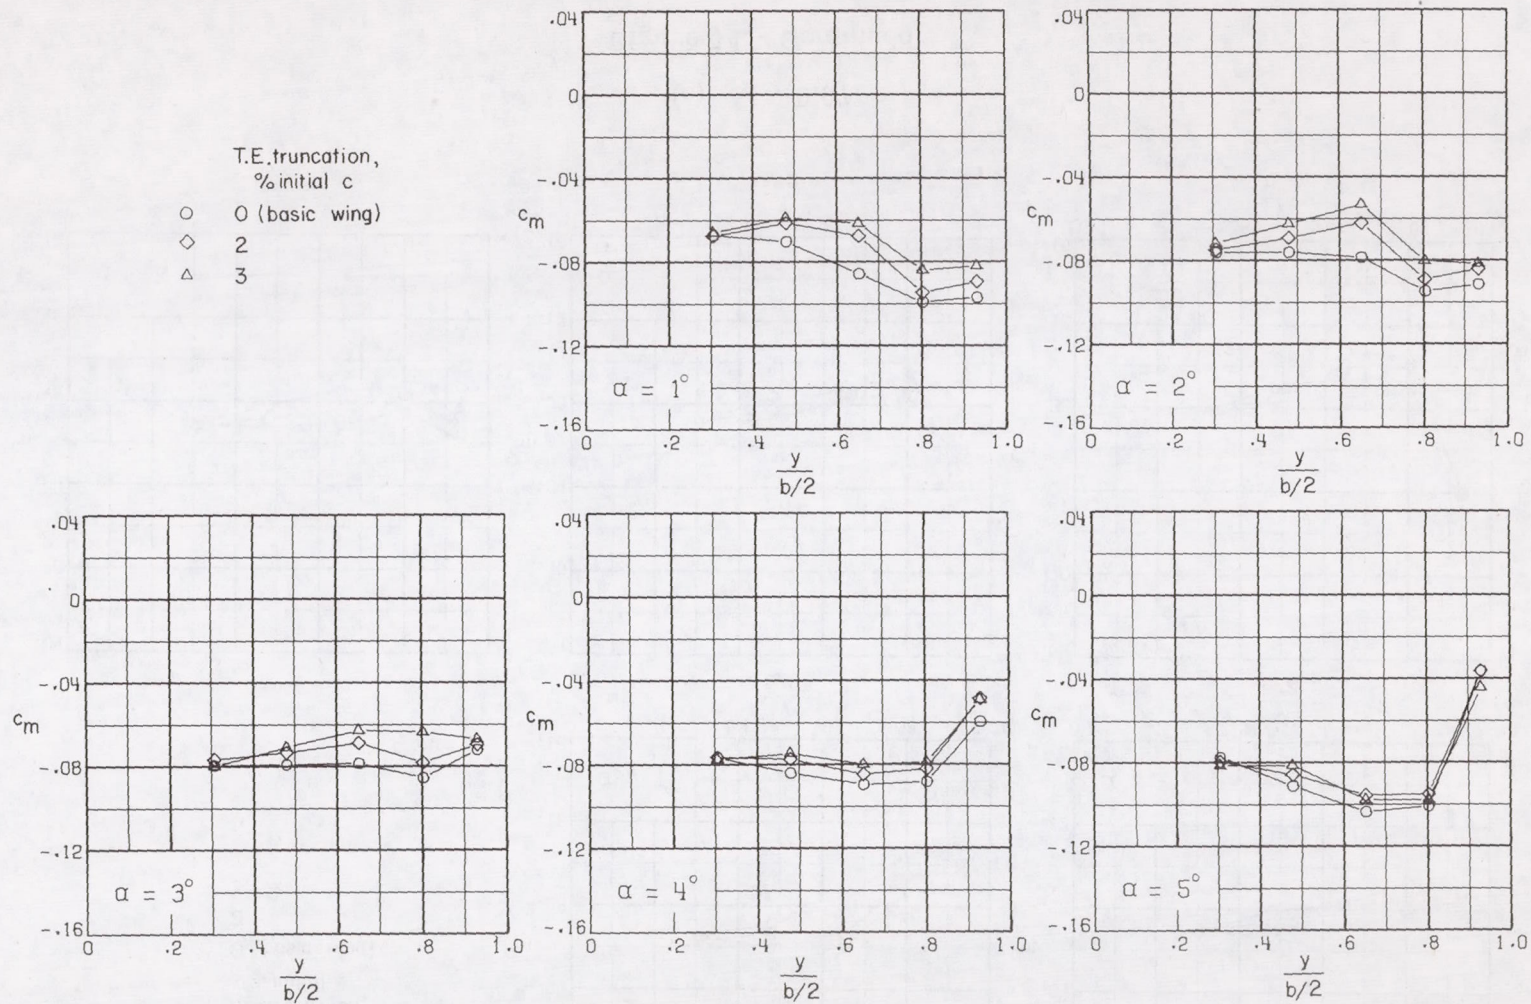 T.E. truncation,
% initial c
0 (basic wing)
2
3
.04
0
-.04
cm
-.08
-.12
-.16
α = 1°
0 .2 .4 .6 .8 1.0
y
b/2
.04
0
-.04
cm
-.08
-.12
-.16
α = 2°
0 .2 .4 .6 .8 1.0
y
b/2
.04
0
-.04
cm
-.08
-.12
-.16
α = 3°
0 .2 .4 .6 .8 1.0
y
b/2
.04
0
-.04
cm
-.08
-.12
-.16
α = 4°
0 .2 .4 .6 .8 1.0
y
b/2
.04
0
-.04
cm
-.08
-.12
-.16
α = 5°
0 .2 .4 .6 .8 1.0
y
b/2